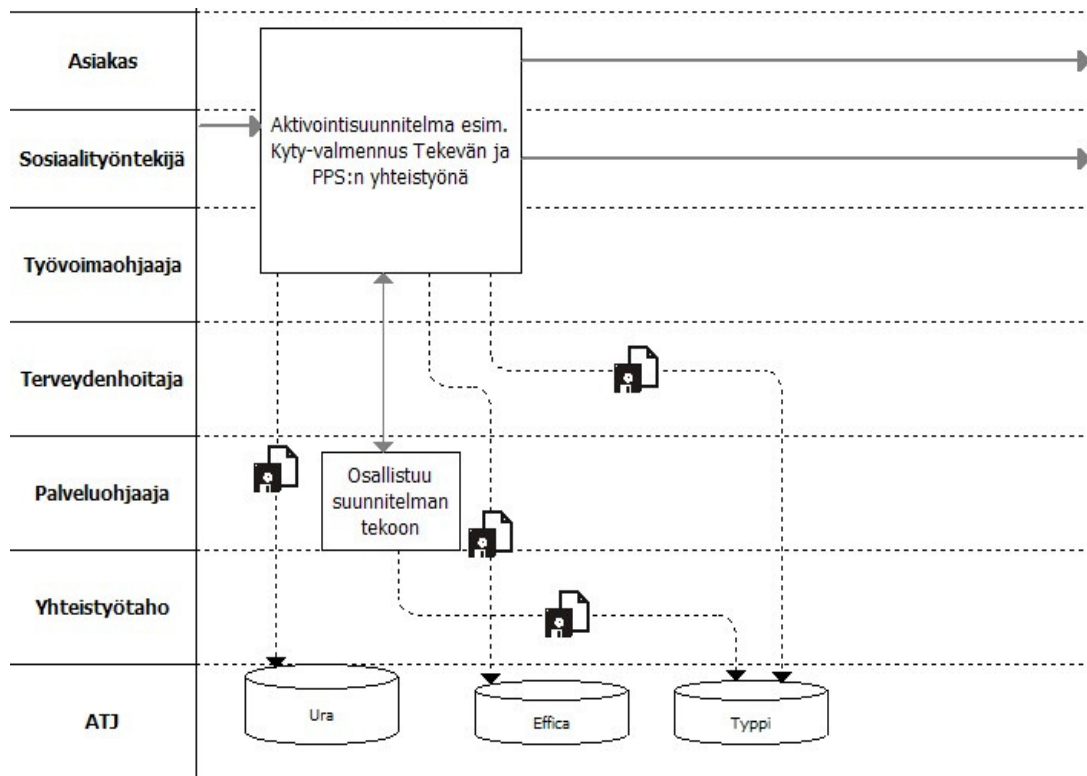 Asiakas
Aktivointisuunnitelma esim.
Kyty-valmennus Tekevän ja
PPS:n yhteistyönä
Sosiaalityöntekijä
Työvoimaohjaaja
Terveydenhoitaja
Palveluohjaaja
Osallistuu
suunnitelman
tekoon
Yhteistyötaho
ATJ
Ura
Effica
Typpi